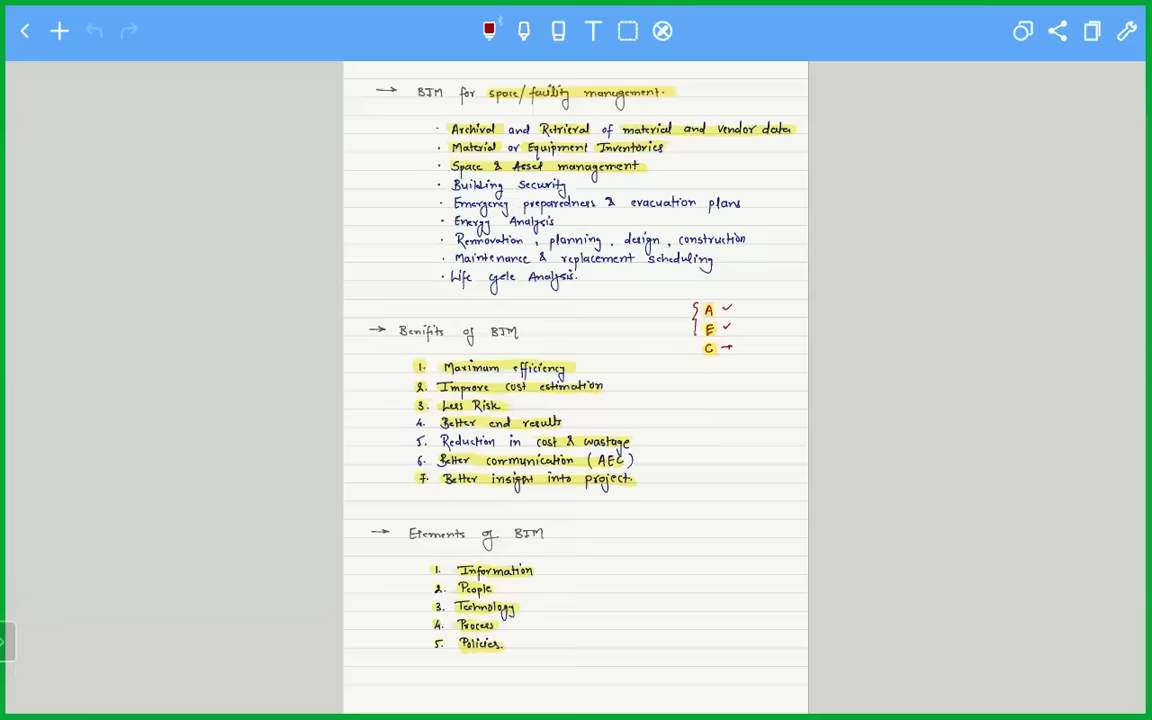 → BIM for space/facility management.
· Archival and Retrieval of material and vendor data
· Material or Equipment Inventories
· Space & Asset management
· Building security
· Emergency preparedness & evacuation plans
· Energy Analysis
· Rennovation, planning, design, construction
· Maintenance & replacement scheduling
· Life cycle Analysis.
A ✓
E ✓
C →
→ Benifits of BIM
1. Maximum efficiency
2. Improve cost estimation
3. Less Risk
4. Better end results
5. Reduction in cost & wastage
6. Better communication (AEC)
7. Better insight into project.
→ Elements of BIM
1. Information
2. People
3. Technology
4. Process
5. Policies.